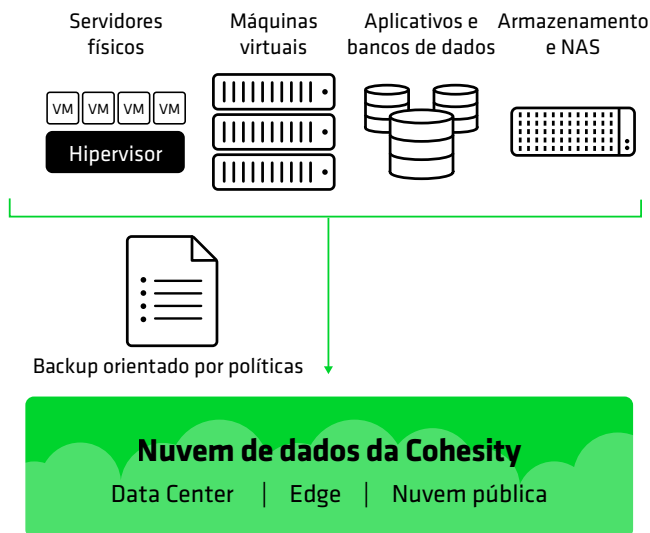 Servidores
físicos
Máquinas
virtuais
Aplicativos e
bancos de dados
Armazenamento
e NAS
VM VM VM VM
Hipervisor
Backup orientado por políticas
Nuvem de dados da Cohesity
Data Center | Edge | Nuvem pública